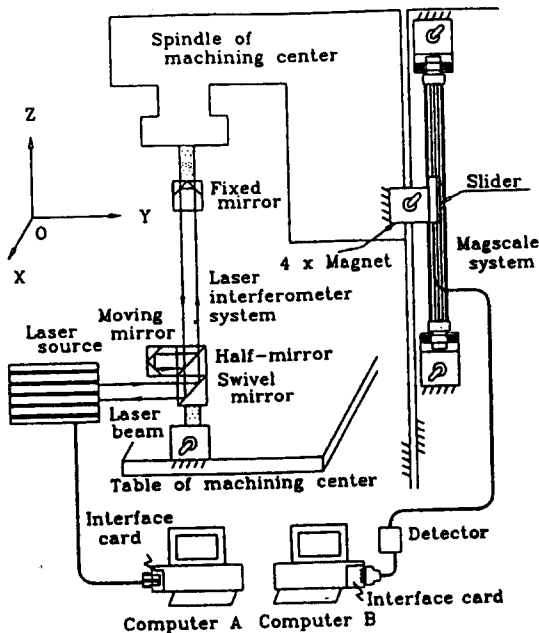 Spindle of
machining center
Z
Y
O
X
Fixed
mirror
Slider
4 x Magnet
Magscale
system
Laser
interferometer
system
Moving
mirror
Laser
source
Half-mirror
Swivel
mirror
Laser
beam
Table of machining center
Interface
card
Detector
Interface card
Computer A
Computer B